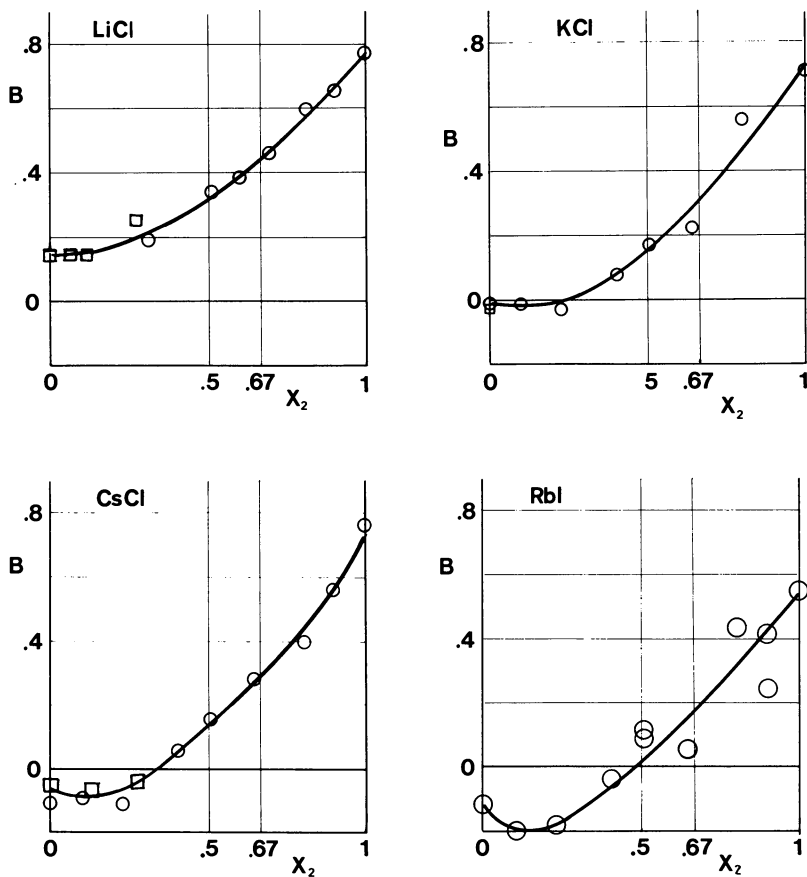 LiCl
.8
B
.4
0
0 .5 .67 1
X₂
KCl
.8
B
.4
0
0 5 .67 1
X₂
CsCl
.8
B
.4
0
0 .5 .67 1
X₂
RbI
.8
B
.4
0
0 .5 .67 1
X₂